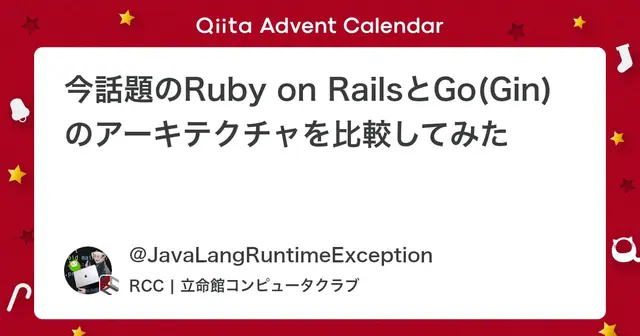 Qiita Advent Calendar
今話題のRuby on RailsとGo(Gin)
のアーキテクチャを比較してみた
@JavaLangRuntimeException
RCC | 立命館コンピュータクラブ